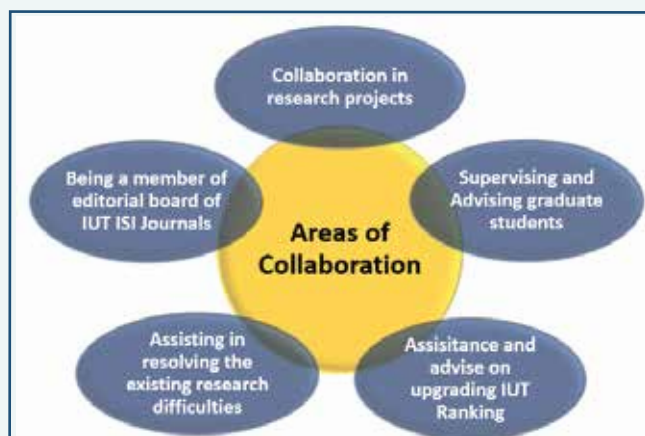 Collaboration in
research projects
Being a member of
editorial board of
IUT ISI Journals
Supervising and
Advising graduate
students
Areas of
Collaboration
Assisting in
resolving the
existing research
difficulties
Assisitance and
advise on
upgrading IUT
Ranking